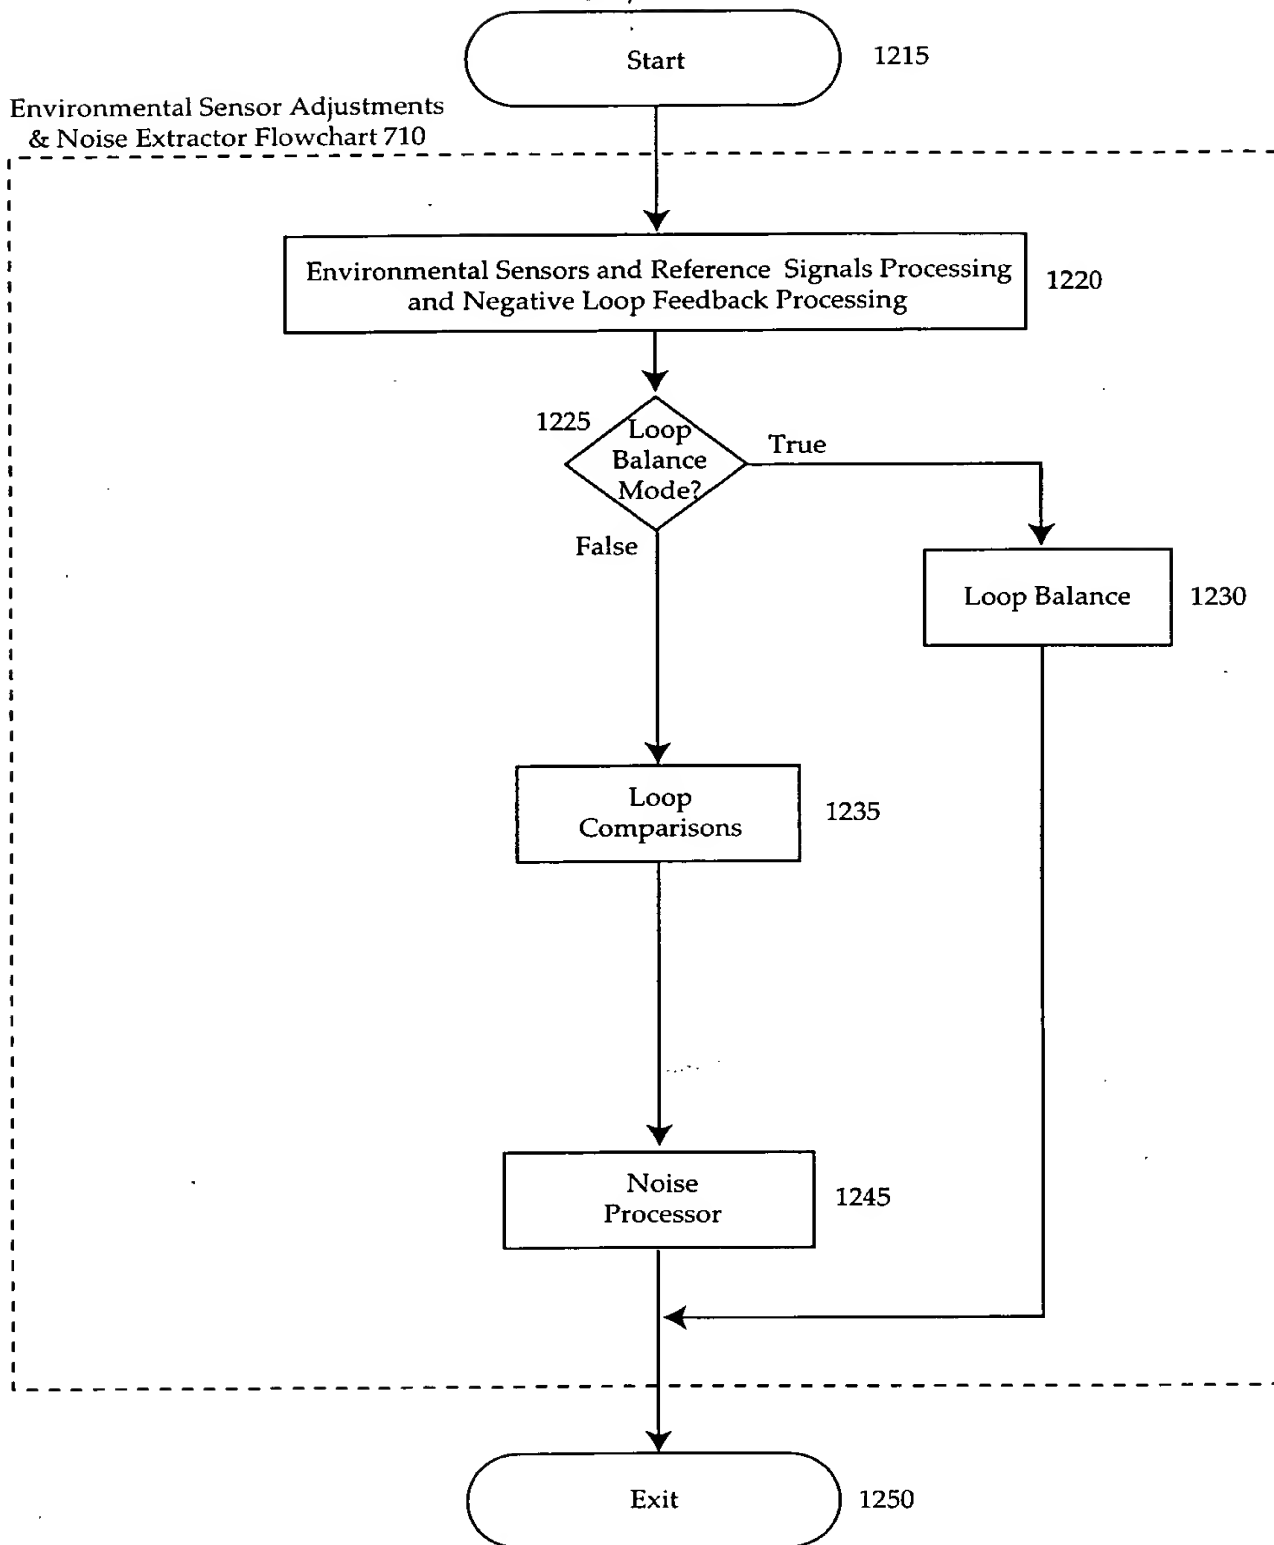 Start
1215
Environmental Sensor Adjustments
& Noise Extractor Flowchart 710
Environmental Sensors and Reference Signals Processing
and Negative Loop Feedback Processing
1220
1225
Loop
Balance
Mode?
True
False
Loop Balance
1230
Loop
Comparisons
1235
Noise
Processor
1245
Exit
1250